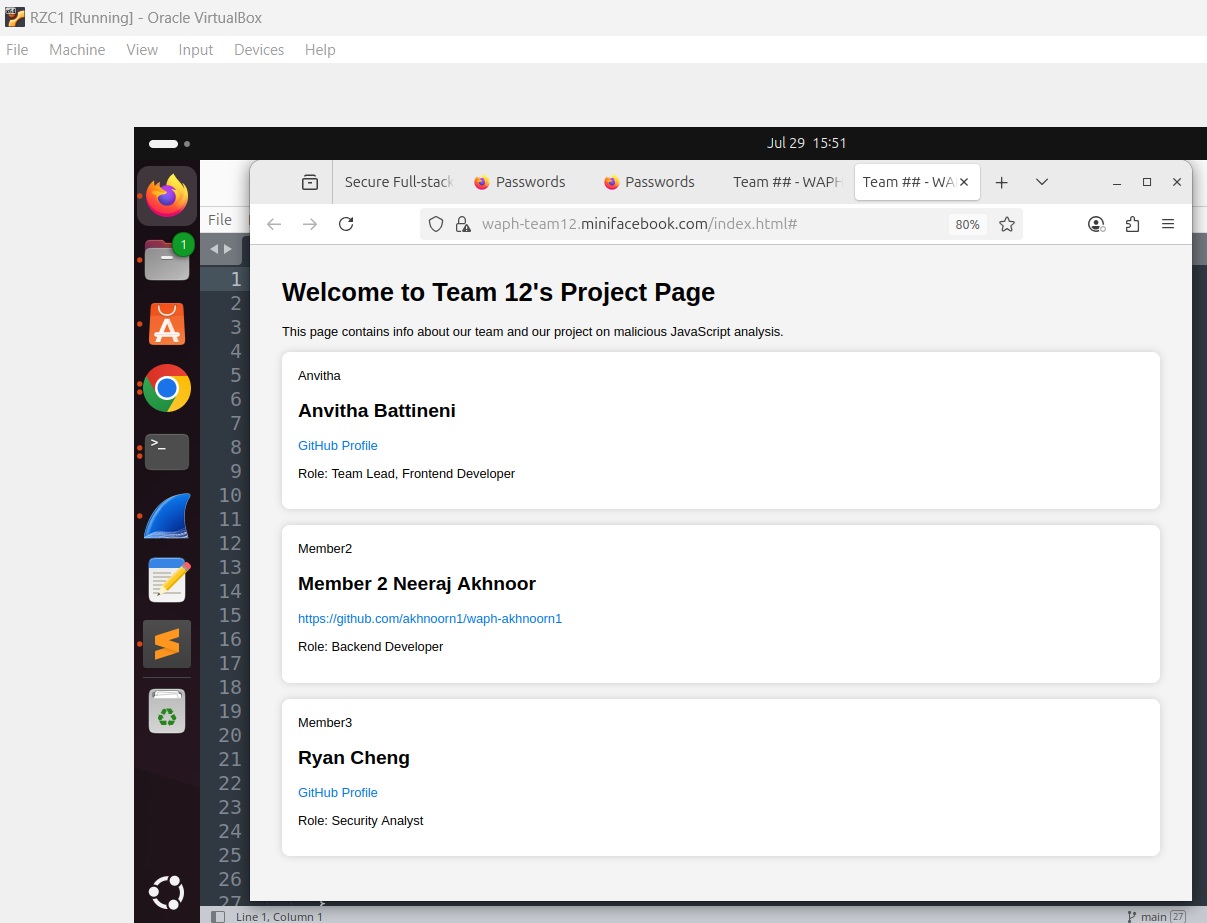 RZC1 [Running] - Oracle VirtualBox
File Machine View Input Devices Help
Jul 29 15:51
Secure Full-stack Passwords Passwords Team ## - WAPH Team ## - WA
File
waph-team12.minifacebook.com/index.html# 80%
1
1
2
3
4
5
6
7
8
9
10
11
12
13
14
15
16
17
18
19
20
21
22
23
24
25
26
27
Welcome to Team 12's Project Page
This page contains info about our team and our project on malicious JavaScript analysis.
Anvitha
Anvitha Battineni
GitHub Profile
Role: Team Lead, Frontend Developer
Member2
Member 2 Neeraj Akhnoor
https://github.com/akhnoorn1/waph-akhnoorn1
Role: Backend Developer
Member3
Ryan Cheng
GitHub Profile
Role: Security Analyst
Line 1, Column 1 main 27